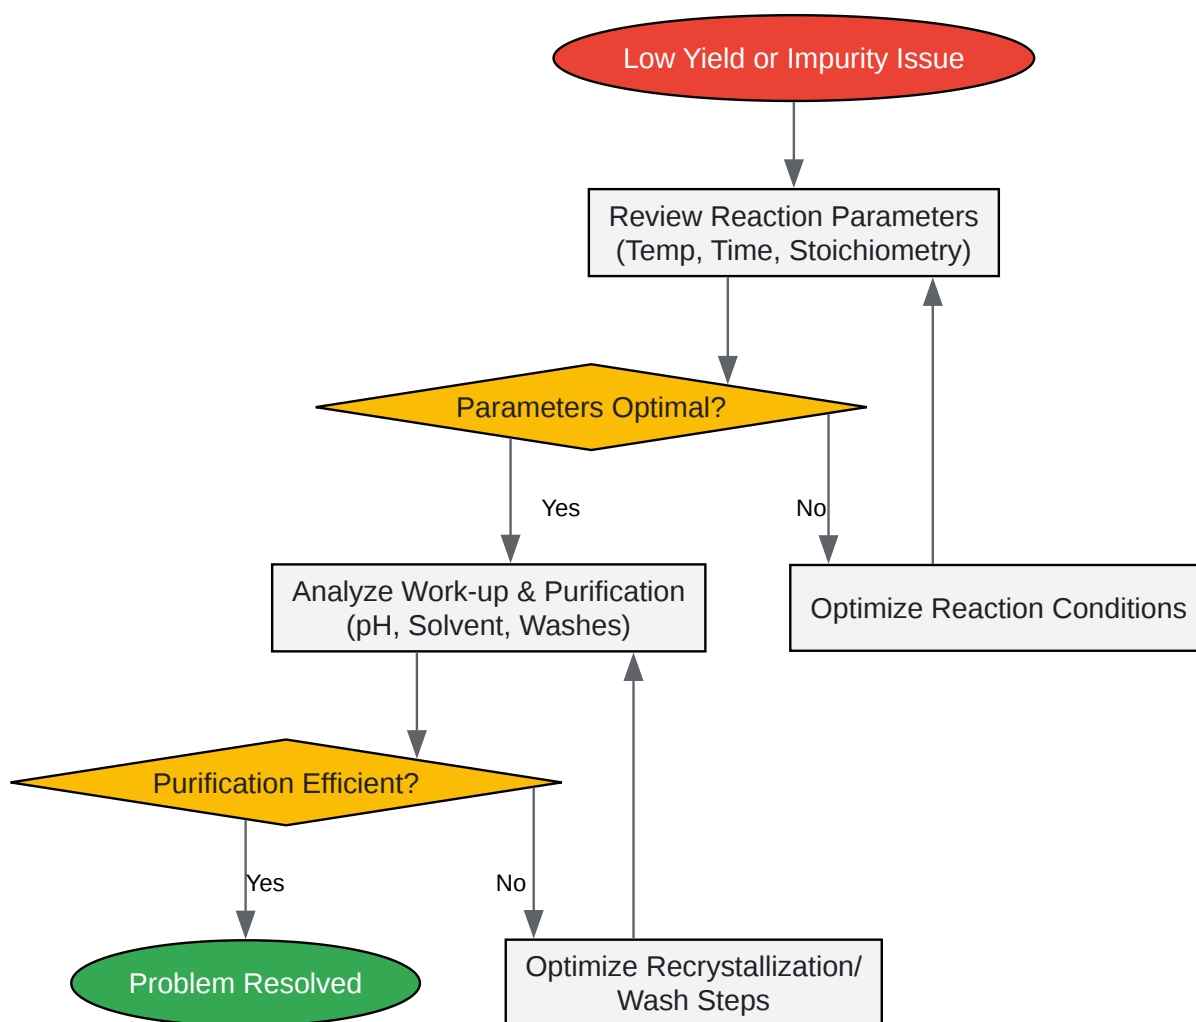 Low Yield or Impurity Issue
Review Reaction Parameters
(Temp, Time, Stoichiometry)
Parameters Optimal?
Yes
No
Analyze Work-up & Purification
(pH, Solvent, Washes)
Optimize Reaction Conditions
Purification Efficient?
Yes
No
Problem Resolved
Optimize Recrystallization/
Wash Steps